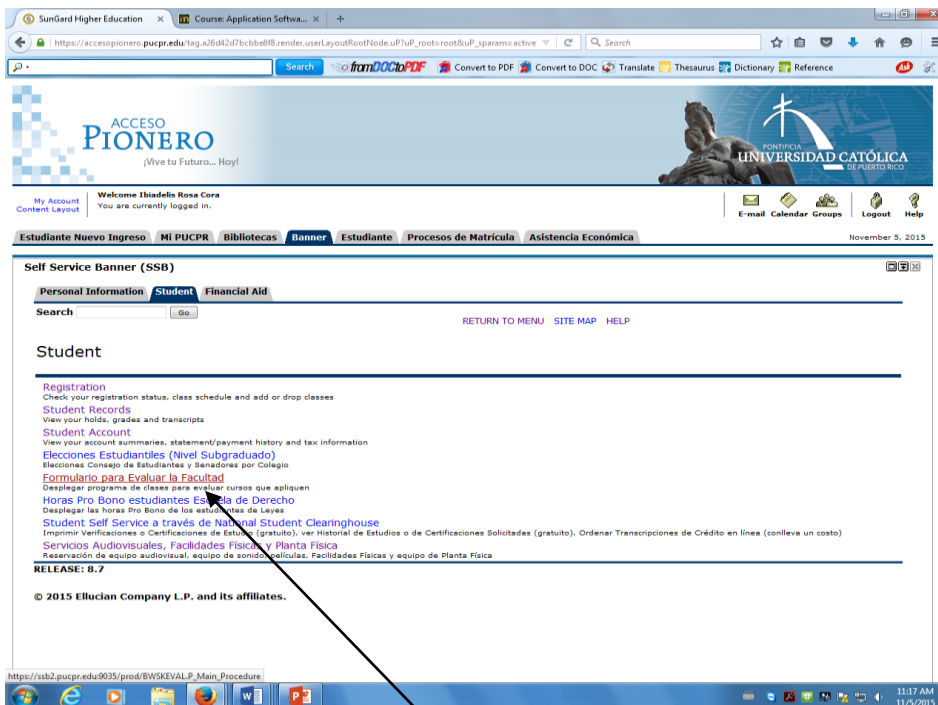 SunGard Higher Education × Course: Application Softwa... × +
https://accesopionero.pucpr.edu/tag.a26d42d7bcbbe8f8.render.userLayoutRootNode.uP?uP_root=root&uP_sparam=active Search
Search fromDOCtoPDF Convert to PDF Convert to DOC Translate Thesaurus Dictionary Reference Ask
ACCESO
PIONERO
¡Vive tu Futuro... Hoy!
PONTIFICIA
UNIVERSIDAD CATÓLICA
DE PUERTO RICO
My Account
Content Layout
Welcome Ibiadelis Rosa Cora
You are currently logged in.
E-mail Calendar Groups Logout Help
Estudiante Nuevo Ingreso Mi PUCPR Bibliotecas Banner Estudiante Procesos de Matrícula Asistencia Económica November 5, 2015
Self Service Banner (SSB)
Personal Information Student Financial Aid
Search Go
RETURN TO MENU SITE MAP HELP
Student
Registration
Check your registration status, class schedule and add or drop classes
Student Records
View your holds, grades and transcripts
Student Account
View your account summaries, statement/payment history and tax information
Elecciones Estudiantiles (Nivel Subgraduado)
Elecciones Consejo de Estudiantes y Senadores por Colegio
Formulario para Evaluar la Facultad
Desplegar programa de clases para evaluar cursos que apliquen
Horas Pro Bono estudiantes Escuela de Derecho
Desplegar las horas Pro Bono de los estudiantes de Leyes
Student Self Service a través de National Student Clearinghouse
Imprimir Verificaciones o Certificaciones de Estudio (gratuito), ver Historial de Estudios o de Certificaciones Solicitadas (gratuito), Ordenar Transcripciones de Crédito en línea (conlleva un costo)
Servicios Audiovisuales, Facilidades Físicas y Planta Física
Reservación de equipo audiovisual, equipo de sonido, películas, Facilidades Físicas y equipo de Planta Física
RELEASE: 8.7
© 2015 Ellucian Company L.P. and its affiliates.
https://ssb2.pucpr.edu:9035/prod/BWSKEVAL.P_Main_Procedure
11:17 AM
11/5/2015